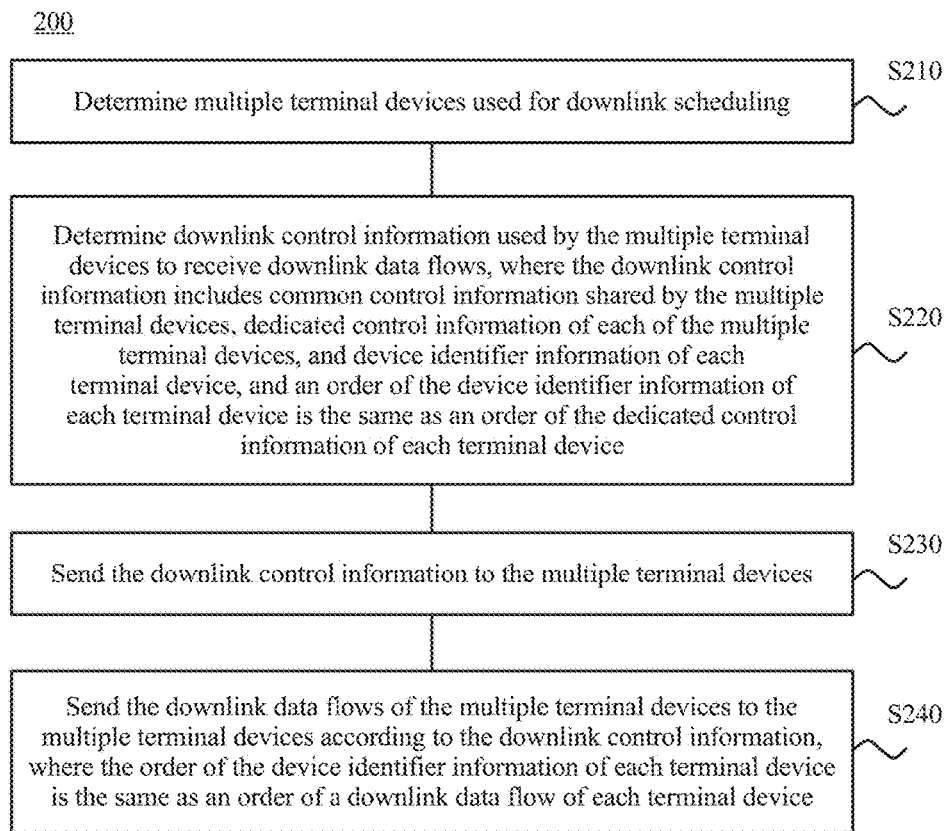 200
S210
Determine multiple terminal devices used for downlink scheduling
Determine downlink control information used by the multiple terminal
devices to receive downlink data flows, where the downlink control
information includes common control information shared by the multiple
terminal devices, dedicated control information of each of the multiple
terminal devices, and device identifier information of each
terminal device, and an order of the device identifier information of
each terminal device is the same as an order of the dedicated control
information of each terminal device
S220
S230
Send the downlink control information to the multiple terminal devices
Send the downlink data flows of the multiple terminal devices to the
multiple terminal devices according to the downlink control information,
where the order of the device identifier information of each terminal device
is the same as an order of a downlink data flow of each terminal device
S240